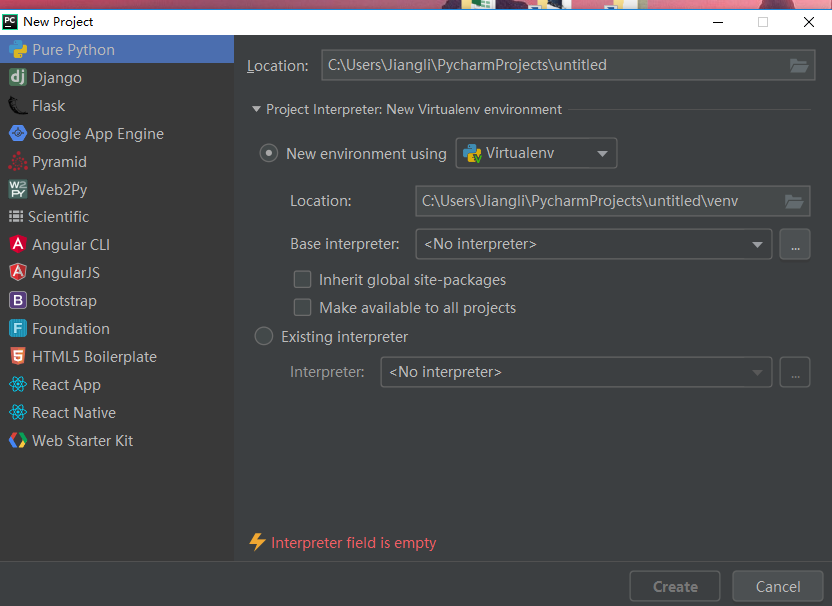 New Project
Pure Python
Django
Flask
Google App Engine
Pyramid
Web2Py
Scientific
Angular CLI
AngularJS
Bootstrap
Foundation
HTML5 Boilerplate
React App
React Native
Web Starter Kit
Location: C:\Users\Jiangli\PycharmProjects\untitled
Project Interpreter: New Virtualenv environment
New environment using Virtualenv
Location: C:\Users\Jiangli\PycharmProjects\untitled\venv
Base interpreter: <No interpreter> ...
Inherit global site-packages
Make available to all projects
Existing interpreter
Interpreter: <No interpreter> ...
Interpreter field is empty
Create Cancel